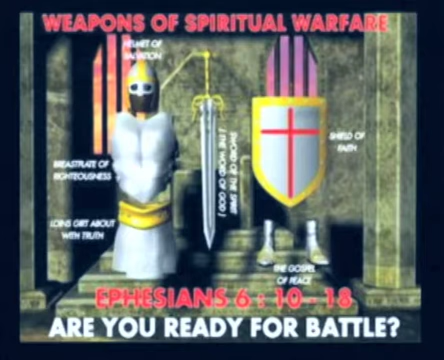 WEAPONS OF SPIRITUAL WARFARE
HELMET OF
SALVATION
BREASTRATE OF
RIGHTEOUSNESS
LOINS GIRT ABOUT
WITH TRUTH
SWORD OF THE SPIRIT
( THE WORD OF GOD )
SHIELD OF
FAITH
THE GOSPEL
OF PEACE
EPHESIANS 6 : 10 - 18
ARE YOU READY FOR BATTLE?